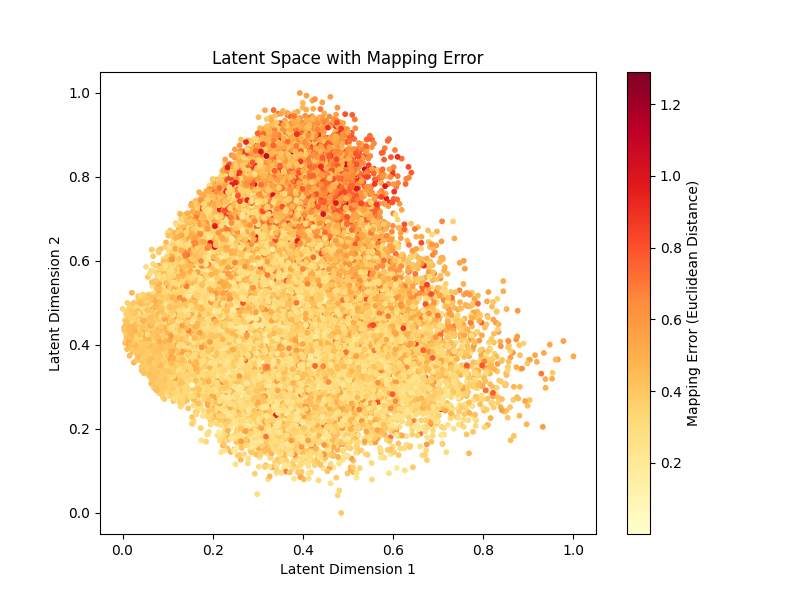 Latent Space with Mapping Error
1.0
0.8
0.6
0.4
0.2
0.0
Latent Dimension 2
0.0 0.2 0.4 0.6 0.8 1.0
Latent Dimension 1
1.2
1.0
0.8
0.6
0.4
0.2
Mapping Error (Euclidean Distance)